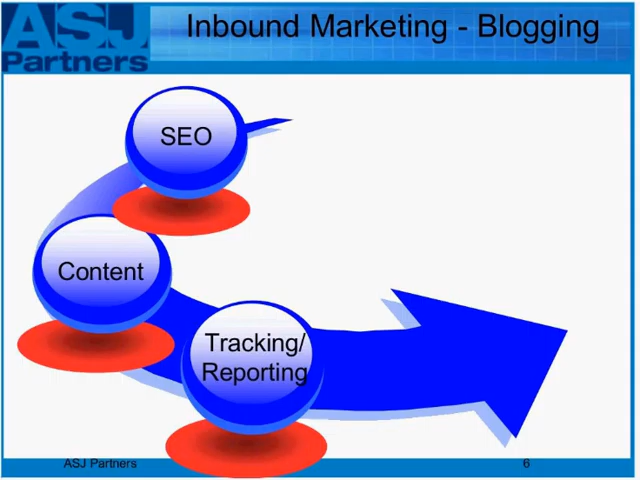 ASJ
Partners
Inbound Marketing - Blogging
SEO
Content
Tracking/
Reporting
ASJ Partners
6